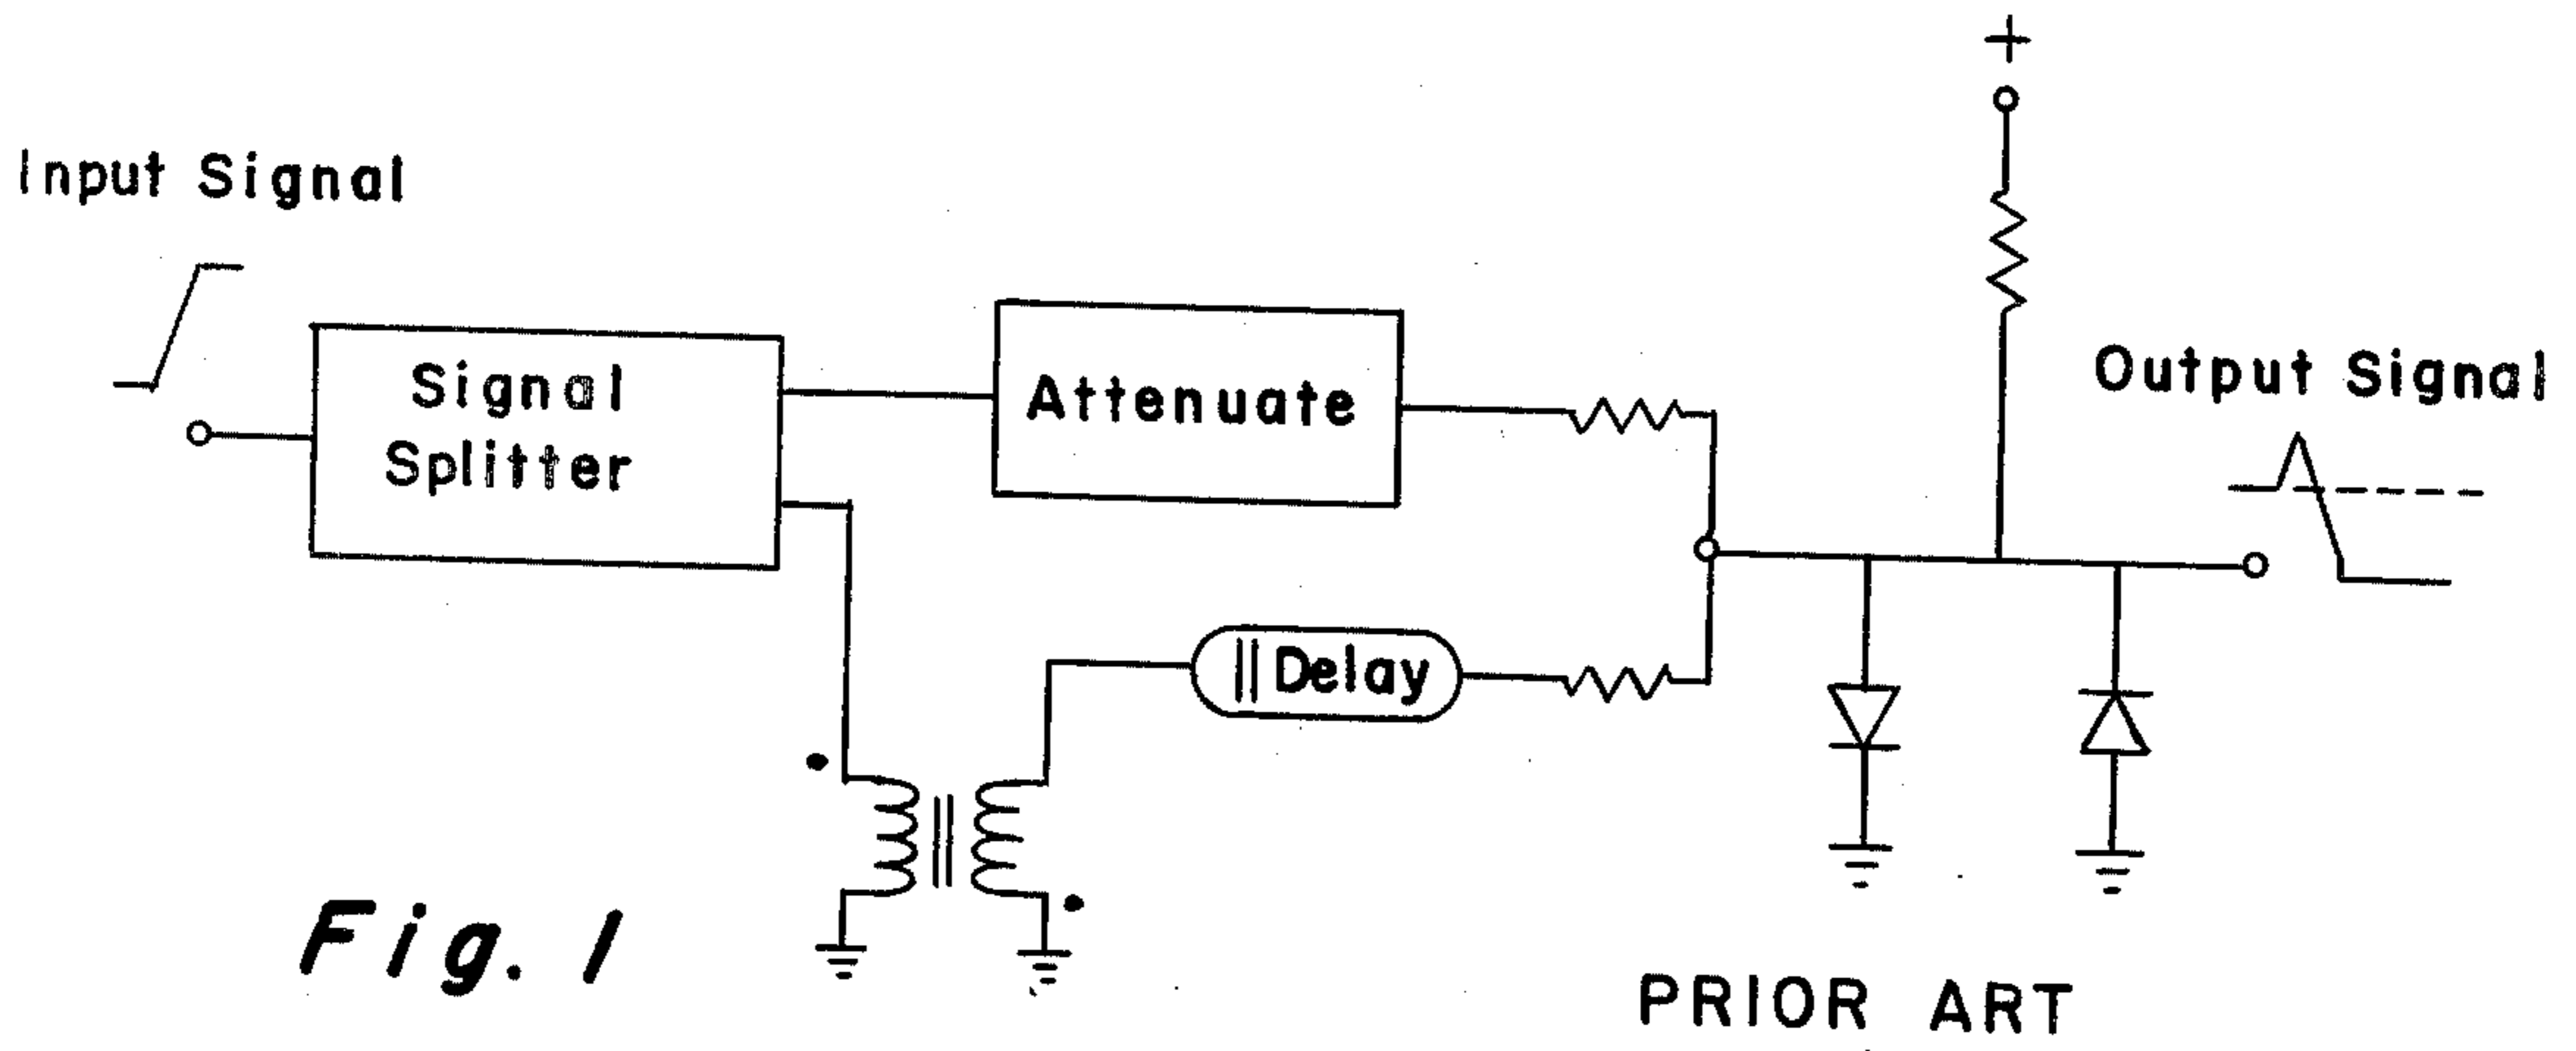 +
Input Signal
Signal
Splitter
Attenuate
Output Signal
Delay
Fig. 1
PRIOR ART